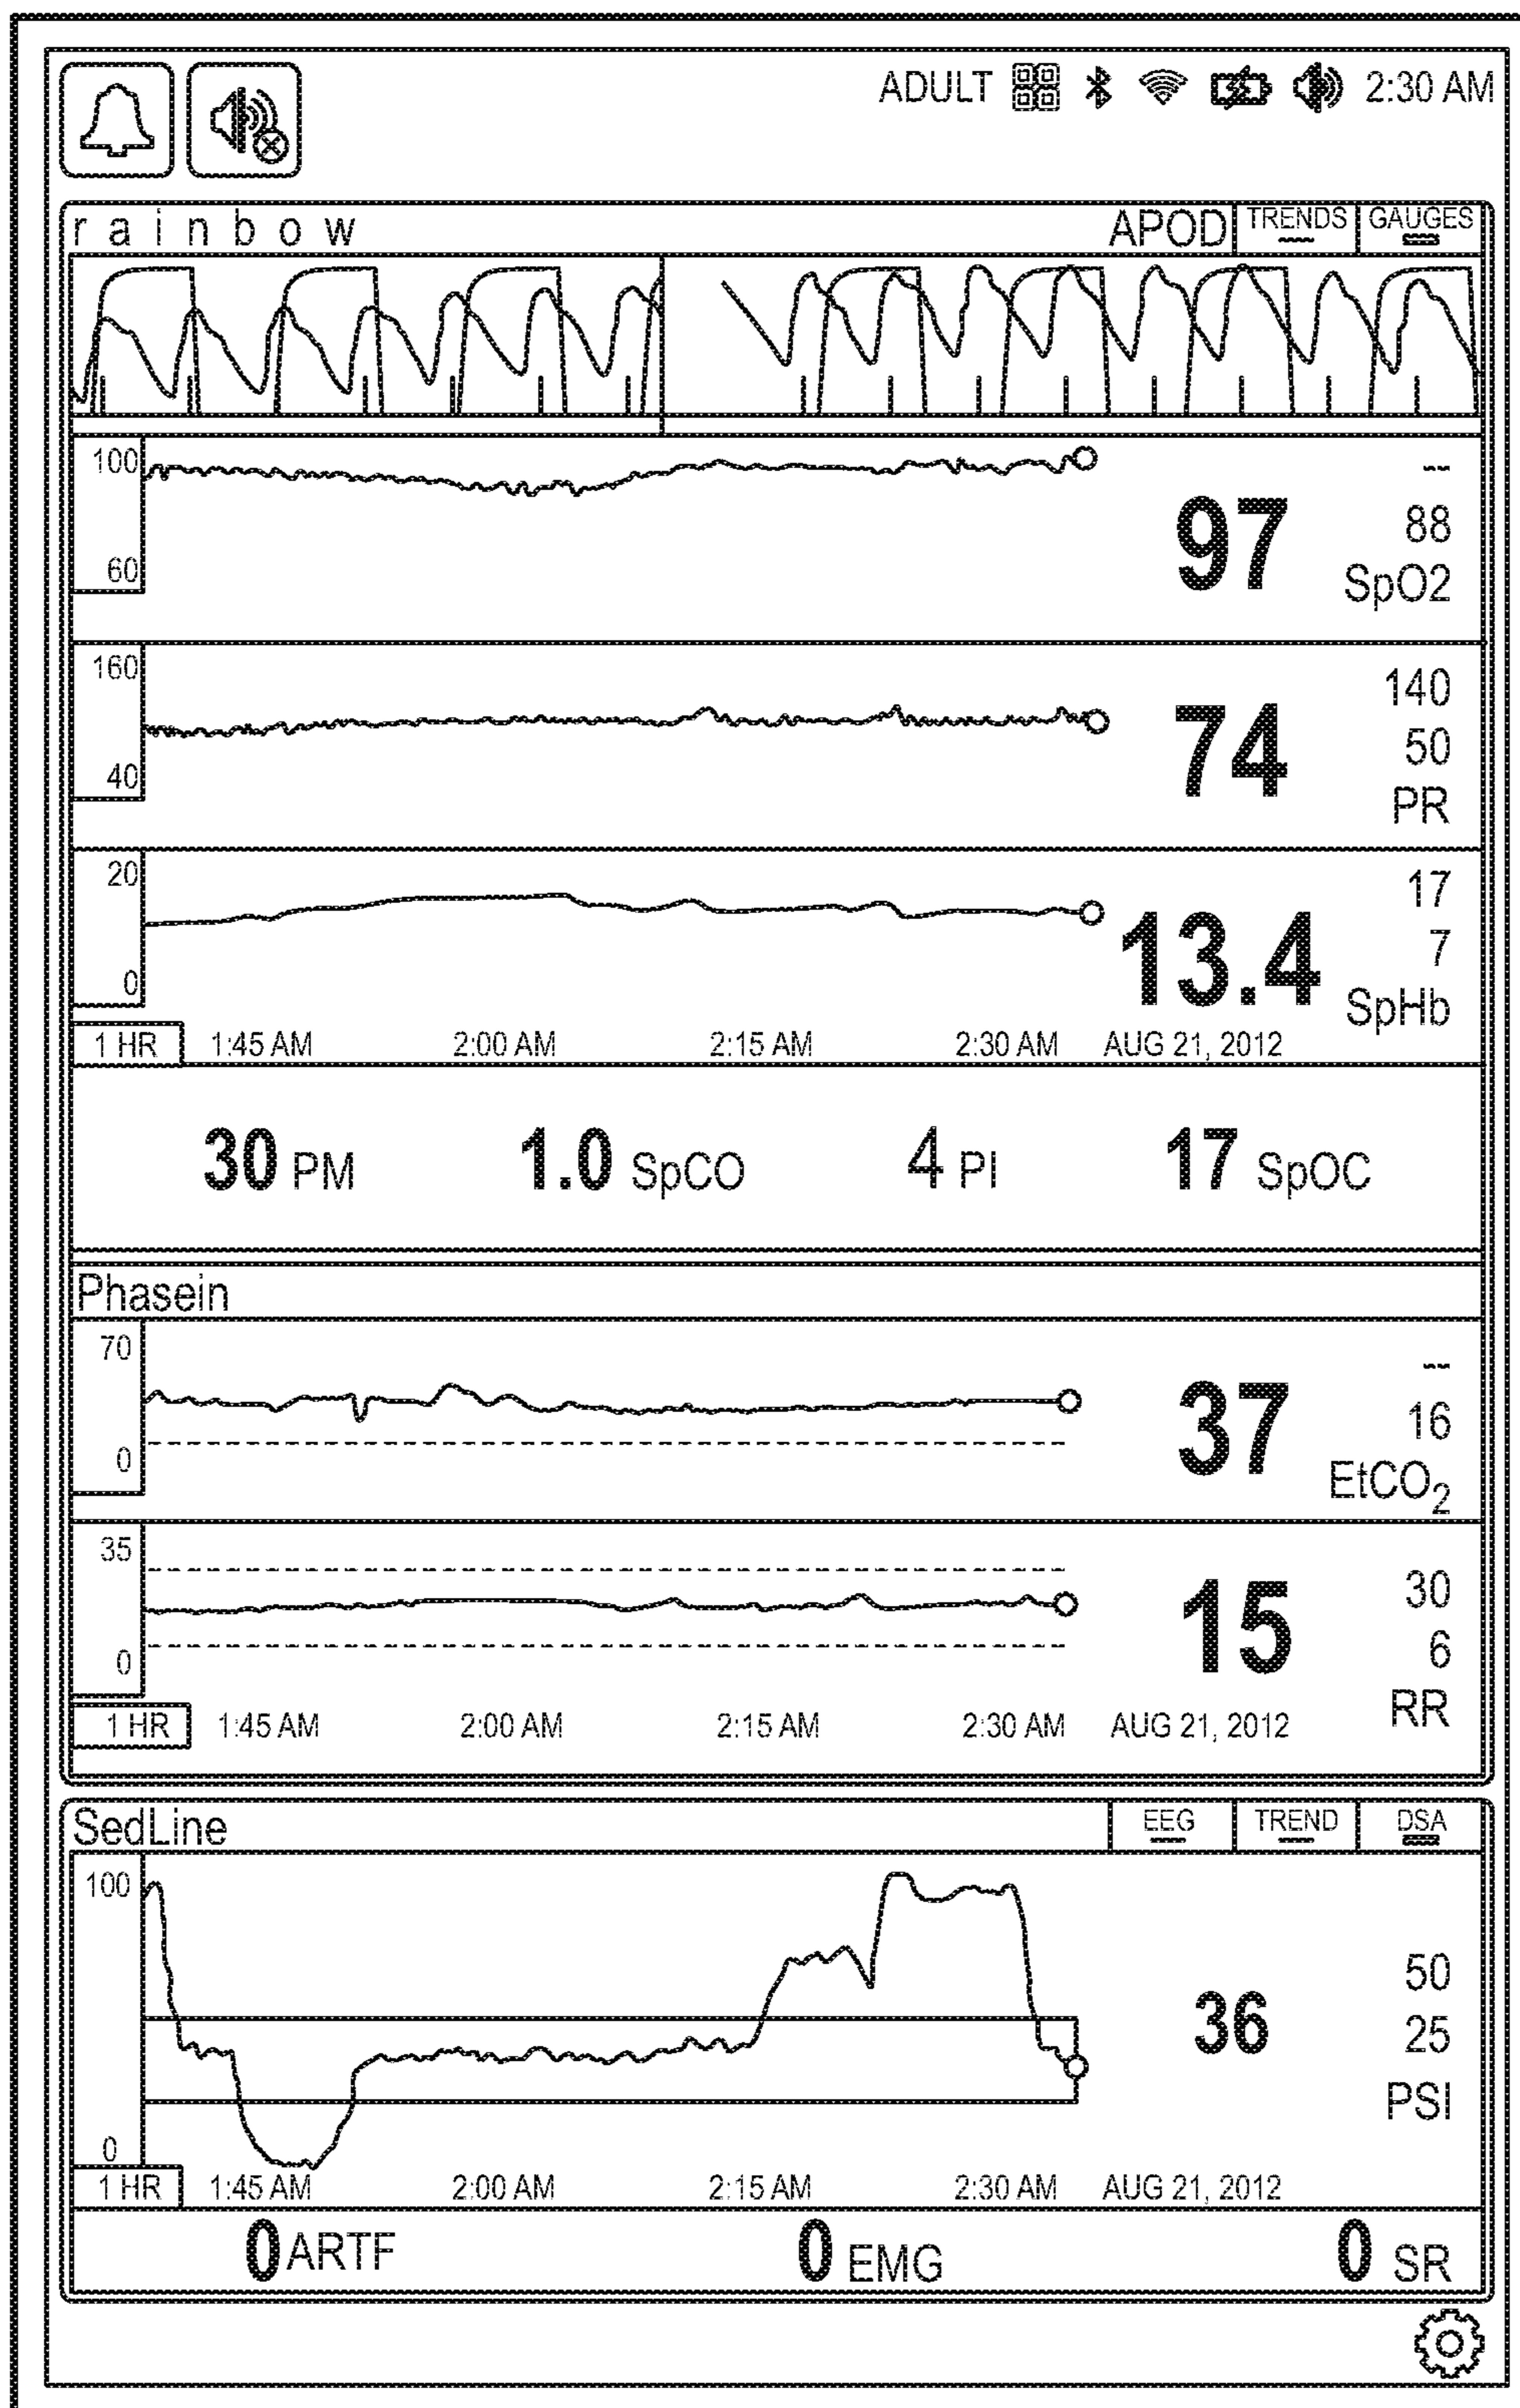 ADULT 2:30 AM
rainbow APOD TRENDS GAUGES
100
60
97
--
88
SpO2
160
40
74
140
50
PR
20
0
13.4
17
7
SpHb
1 HR 1:45 AM 2:00 AM 2:15 AM 2:30 AM AUG 21, 2012
30 PM 1.0 SpCO 4 PI 17 SpOC
Phasein
70
0
37
--
16
EtCO2
35
0
15
30
6
RR
1 HR 1:45 AM 2:00 AM 2:15 AM 2:30 AM AUG 21, 2012
SedLine EEG TREND DSA
100
0
36
50
25
PSI
1 HR 1:45 AM 2:00 AM 2:15 AM 2:30 AM AUG 21, 2012
0 ARTF 0 EMG 0 SR